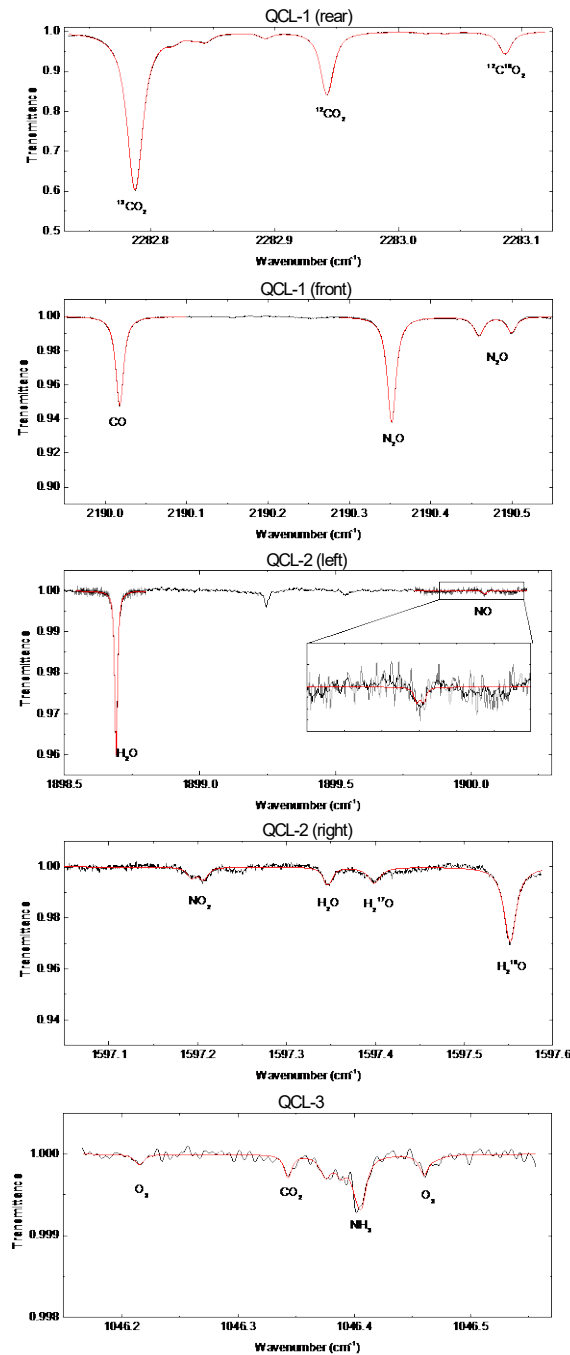 QCL-1 (rear)
1.0
0.9
0.8
0.7
0.6
0.5
Transmittance
¹³CO₂
¹²CO₂
¹²C¹⁸O₂
2282.8
2282.9
2283.0
2283.1
Wavenumber (cm⁻¹)
QCL-1 (front)
1.00
0.98
0.96
0.94
0.92
0.90
Transmittance
CO
N₂O
N₂O
2190.0
2190.1
2190.2
2190.3
2190.4
2190.5
Wavenumber (cm⁻¹)
QCL-2 (left)
1.00
0.99
0.98
0.97
0.96
Transmittance
H₂O
NO
1898.5
1899.0
1899.5
1900.0
Wavenumber (cm⁻¹)
QCL-2 (right)
1.00
0.98
0.96
0.94
Transmittance
NO₂
H₂O
H₂¹⁷O
H₂¹⁸O
1597.1
1597.2
1597.3
1597.4
1597.5
1597.6
Wavenumber (cm⁻¹)
QCL-3
1.000
0.999
0.998
Transmittance
O₃
CO₂
NH₃
O₃
1046.2
1046.3
1046.4
1046.5
Wavenumber (cm⁻¹)